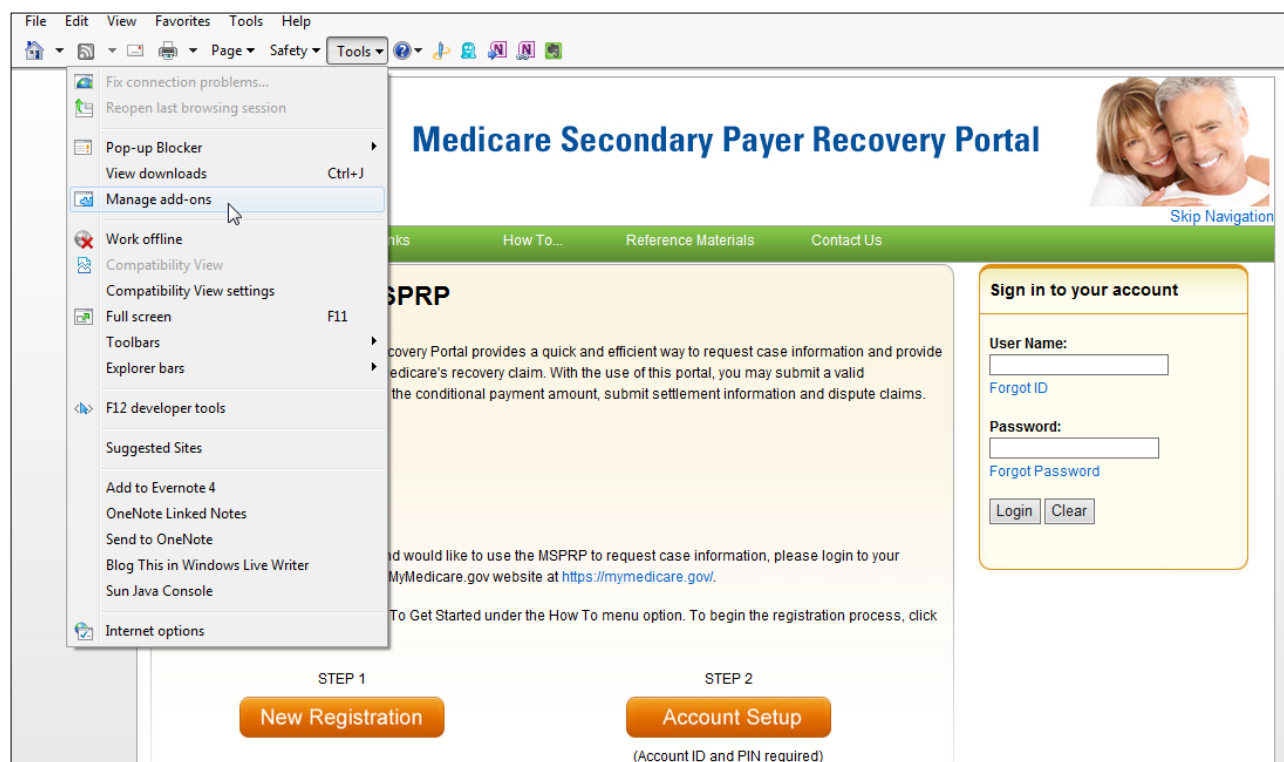 File Edit View Favorites Tools Help
Page Safety Tools
Fix connection problems...
Reopen last browsing session
Pop-up Blocker
View downloads Ctrl+J
Manage add-ons
Work offline
Compatibility View
Compatibility View settings
Full screen F11
Toolbars
Explorer bars
F12 developer tools
Suggested Sites
Add to Evernote 4
OneNote Linked Notes
Send to OneNote
Blog This in Windows Live Writer
Sun Java Console
Internet options
Medicare Secondary Payer Recovery Portal
Skip Navigation
How To... Reference Materials Contact Us
SPRP
covery Portal provides a quick and efficient way to request case information and provide
edicare's recovery claim. With the use of this portal, you may submit a valid
the conditional payment amount, submit settlement information and dispute claims.
would like to use the MSPRP to request case information, please login to your
MyMedicare.gov website at https://mymedicare.gov/.
To Get Started under the How To menu option. To begin the registration process, click
STEP 1
New Registration
STEP 2
Account Setup
(Account ID and PIN required)
Sign in to your account
User Name:
Forgot ID
Password:
Forgot Password
Login Clear